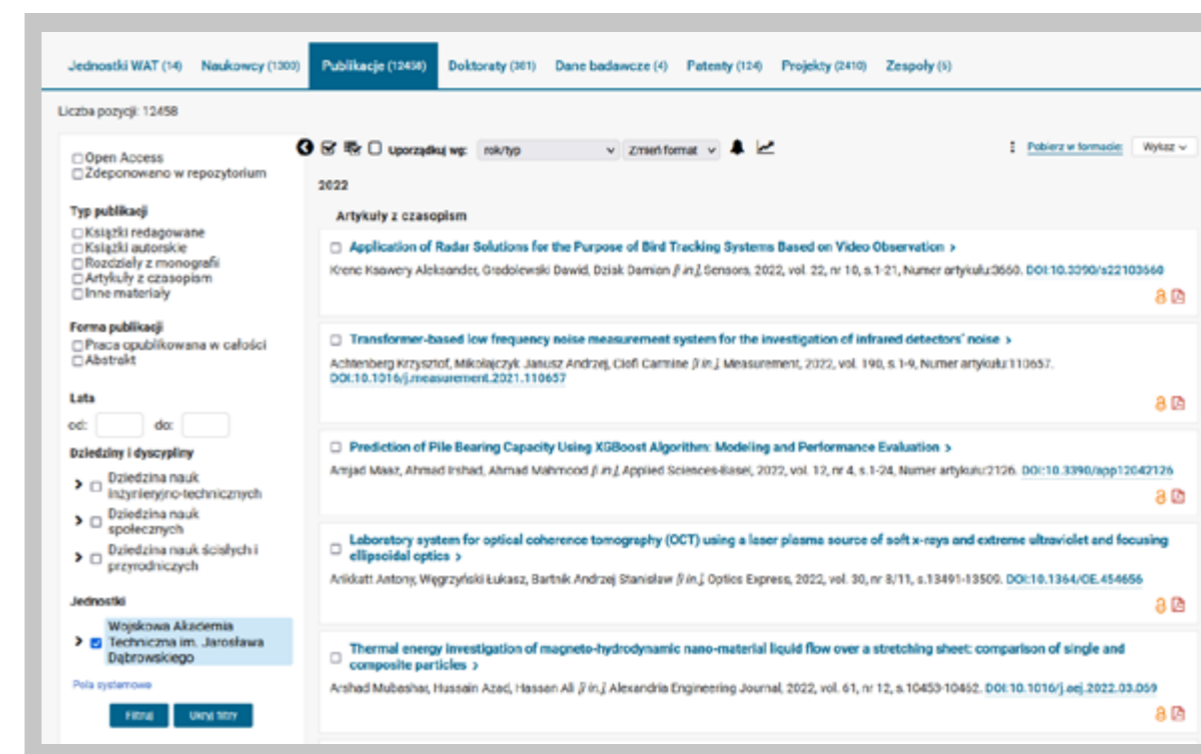 Jednostki WAT (14) Naukowcy (1300) Publikacje (12458) Doktoraty (381) Dane badawcze (4) Patenty (124) Projekty (2410) Zespoły (6)
Liczba pozycji: 12458
Open Access
Zdeponowano w repozytorium
Typ publikacji
Książki redagowane
Książki autorskie
Rozdziały z monografii
Artykuły z czasopism
Inne materiały
Forma publikacji
Praca opublikowana w całości
Abstrakt
Lata
od: do:
Dziedziny i dyscypliny
Dziedzina nauk
inżynieryjno-technicznych
Dziedzina nauk
społecznych
Dziedzina nauk ścisłych i
przyrodniczych
Jednostki
Wojskowa Akademia
Techniczna im. Jarosława
Dąbrowskiego
Pola systemowe
Filtruj Ukryj filtry
Uporządkuj wg: rok/typ Zmień format Pobierz w formacie: Wykaz
2022
Artykuły z czasopism
Application of Radar Solutions for the Purpose of Bird Tracking Systems Based on Video Observation
Krenc Ksawery Aleksander, Gradolewski Dawid, Dziak Damian [i in.] Sensors, 2022, vol. 22, nr 10, s.1-21, Numer artykułu:3660. DOI:10.3390/s22103660
Transformer-based low frequency noise measurement system for the investigation of infrared detectors' noise
Achtenberg Krzysztof, Mikołajczyk Janusz Andrzej, Ciofi Carmine [i in.] Measurement, 2022, vol. 190, s.1-9, Numer artykułu:110657.
DOI:10.1016/j.measurement.2021.110657
Prediction of Pile Bearing Capacity Using XGBoost Algorithm: Modeling and Performance Evaluation
Amjad Maaz, Ahmad Irshad, Ahmad Mahmood [i in.] Applied Sciences-Basel, 2022, vol. 12, nr 4, s.1-24, Numer artykułu:2126. DOI:10.3390/app12042126
Laboratory system for optical coherence tomography (OCT) using a laser plasma source of soft x-rays and extreme ultraviolet and focusing
ellipsoidal optics
Arikkatt Antony, Węgrzyński Łukasz, Bartnik Andrzej Stanisław [i in.] Optics Express, 2022, vol. 30, nr 8/11, s.13491-13509. DOI:10.1364/OE.454656
Thermal energy investigation of magneto-hydrodynamic nano-material liquid flow over a stretching sheet: comparison of single and
composite particles
Arshad Mubashar, Hussain Azad, Hassan Ali [i in.] Alexandria Engineering Journal, 2022, vol. 61, nr 12, s.10453-10462. DOI:10.1016/j.aej.2022.03.059